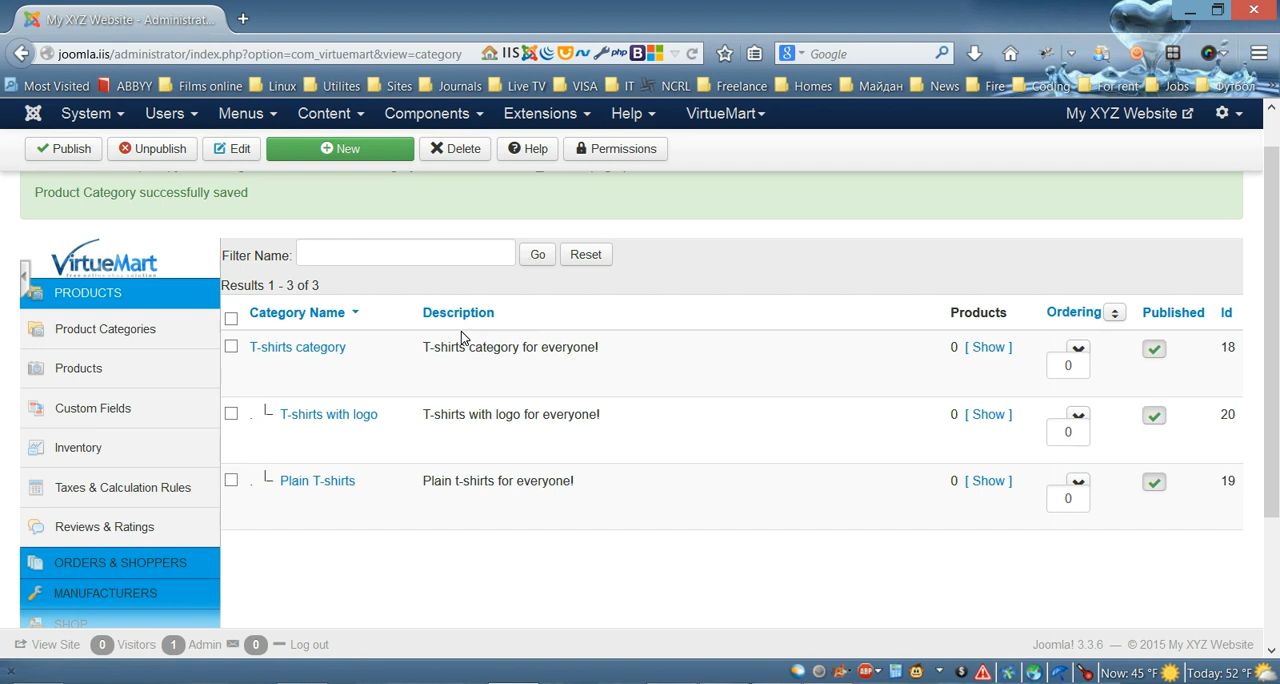 My XYZ Website - Administrat...
joomla.iis/administrator/index.php?option=com_virtuemart&view=category
IIS
php
B
Google
Most Visited ABBYY Films online Linux Utilites Sites Journals Live TV VISA IT NCRL Freelance Homes Майдан News Fire Coding For rent Jobs Футбол
System Users Menus Content Components Extensions Help VirtueMart My XYZ Website
Publish Unpublish Edit New Delete Help Permissions
Product Category successfully saved
VirtueMart
Filter Name: Go Reset
Results 1 - 3 of 3
PRODUCTS
Product Categories
Products
Custom Fields
Inventory
Taxes & Calculation Rules
Reviews & Ratings
ORDERS & SHOPPERS
MANUFACTURERS
SHOP
Category Name Description Products Ordering Published Id
T-shirts category T-shirts category for everyone! 0 [ Show ] 0 18
T-shirts with logo T-shirts with logo for everyone! 0 [ Show ] 0 20
Plain T-shirts Plain t-shirts for everyone! 0 [ Show ] 0 19
View Site 0 Visitors 1 Admin 0 Log out Joomla! 3.3.6 — © 2015 My XYZ Website
ABP Now: 45 °F Today: 52 °F